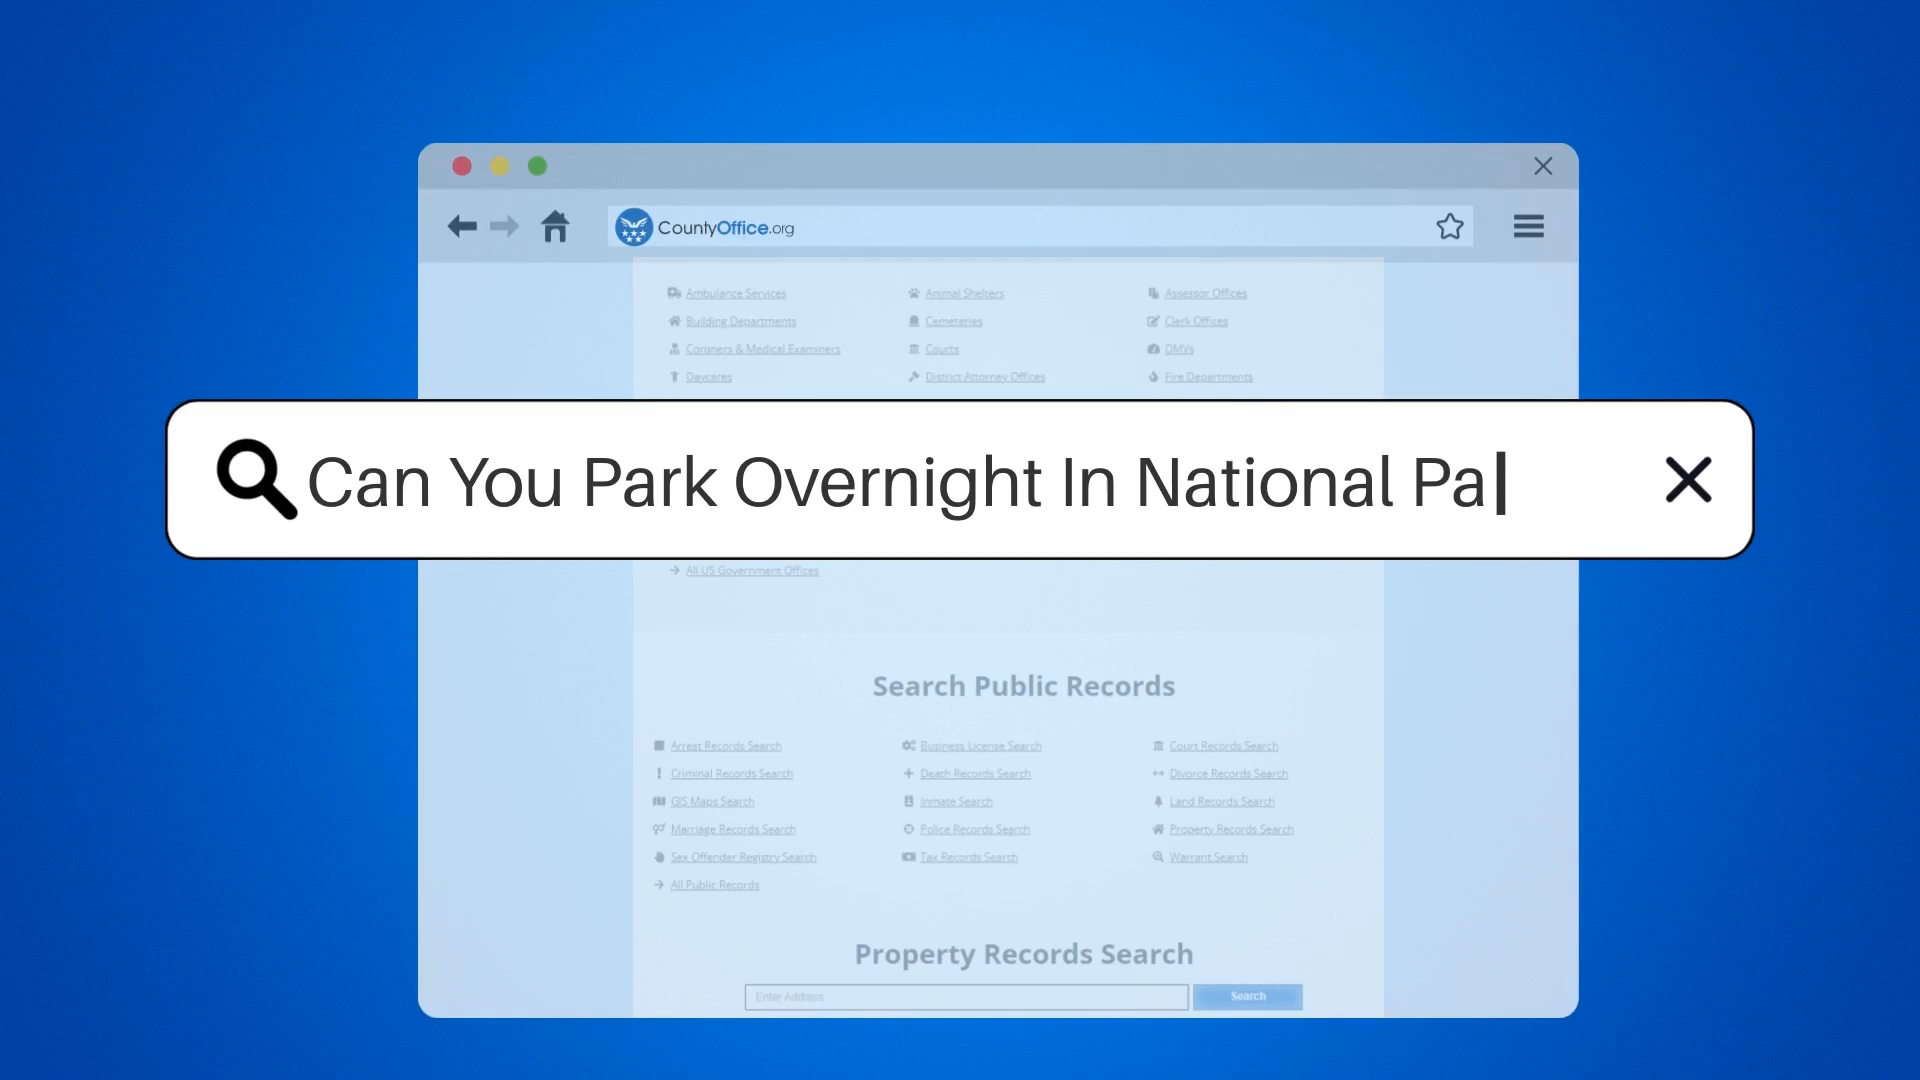 CountyOffice.org
Ambulance Services Animal Shelters Assessor Offices
Building Departments Cemeteries Clerk Offices
Coroners & Medical Examiners Courts DMVs
Daycares District Attorney Offices Fire Departments
Can You Park Overnight In National Pa
All US Government Offices
Search Public Records
Arrest Records Search Business License Search Court Records Search
Criminal Records Search Death Records Search Divorce Records Search
GIS Maps Search Inmate Search Land Records Search
Marriage Records Search Police Records Search Property Records Search
Sex Offender Registry Search Tax Records Search Warrant Search
All Public Records
Property Records Search
Enter Address Search